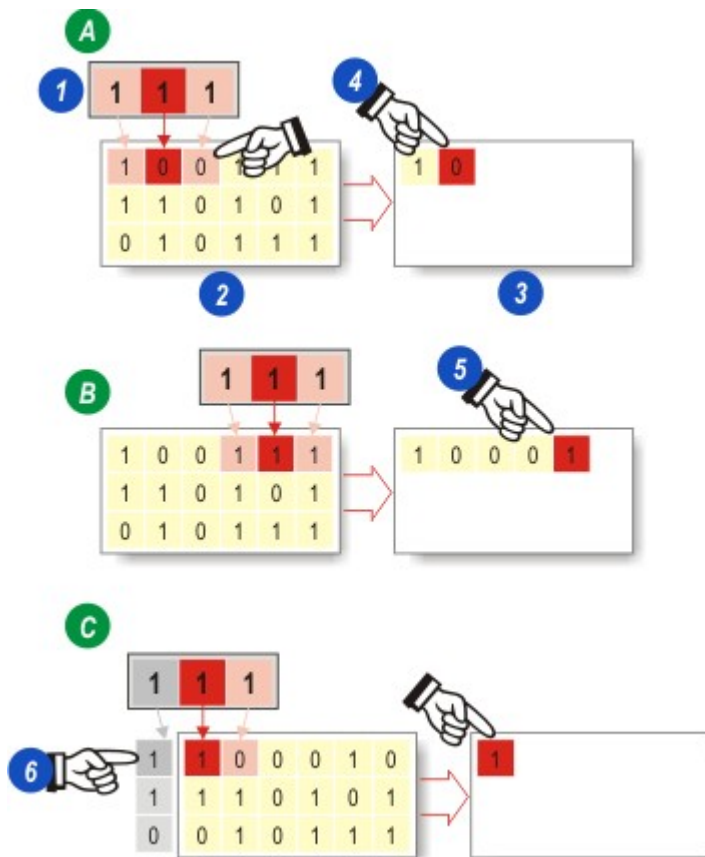 A
1
1 1 1
4
1 0 0 1 1 1
1 0
1 1 0 1 0 1
0 1 0 1 1 1
2
3
B
1 1 1
5
1 0 0 1 1 1
1 0 0 0 1
1 1 0 1 0 1
0 1 0 1 1 1
C
1 1 1
6
1 1 0 0 0 1 0
1
1 1 1 0 1 0 1
0 0 1 0 1 1 1